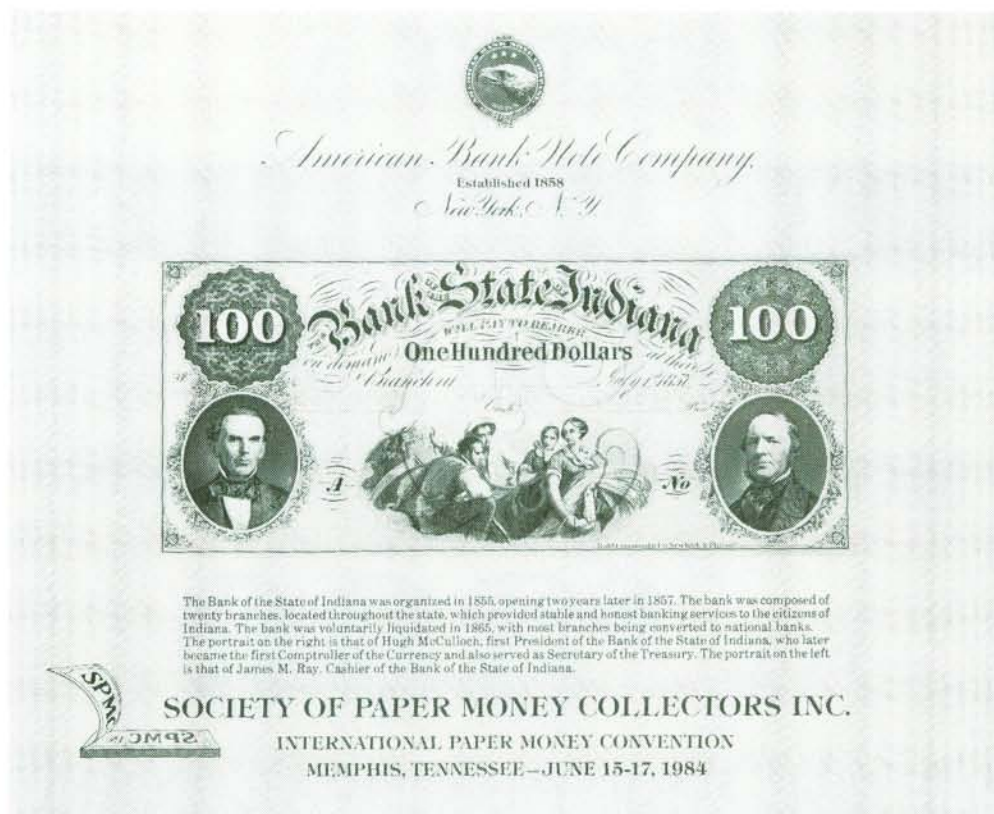 American Bank Note Company.
Established 1858
New York, N. Y.
100
Bank State Indiana
100
WILL PAY TO BEARER
on demand
One Hundred Dollars
July 1st 1857
A
No
The Bank of the State of Indiana was organized in 1855, opening two years later in 1857. The bank was composed of
twenty branches, located throughout the state, which provided stable and honest banking services to the citizens of
Indiana. The bank was voluntarily liquidated in 1865, with most branches being converted to national banks.
The portrait on the right is that of Hugh McCulloch, first President of the Bank of the State of Indiana, who later
became the first Comptroller of the Currency and also served as Secretary of the Treasury. The portrait on the left
is that of James M. Ray, Cashier of the Bank of the State of Indiana.
SPMC
SPMC
SOCIETY OF PAPER MONEY COLLECTORS INC.
INTERNATIONAL PAPER MONEY CONVENTION
MEMPHIS, TENNESSEE—JUNE 15-17, 1984